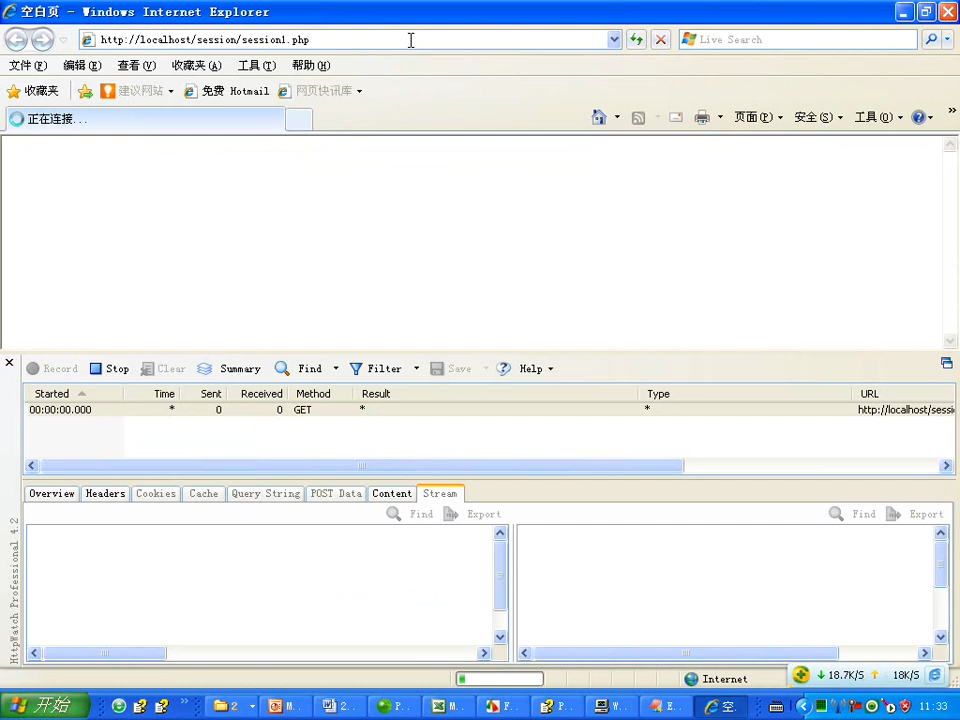 空白页 - Windows Internet Explorer
http://localhost/session/session1.php
Live Search
文件(F) 编辑(E) 查看(V) 收藏夹(A) 工具(T) 帮助(H)
收藏夹 建议网站 免费 Hotmail 网页快讯库
正在连接...
页面(P) 安全(S) 工具(O) »
Record Stop Clear Summary Find Filter Save Help
Started Time Sent Received Method Result Type URL
00:00:00.000 * 0 0 GET * * http://localhost/sessi
Overview Headers Cookies Cache Query String POST Data Content Stream
Find Export Find Export
HttpWatch Professional 4.2
Internet
18.7K/S 18K/S
开始 » 2 M... 2... P... M... F... P... W... E... 空. 11:33